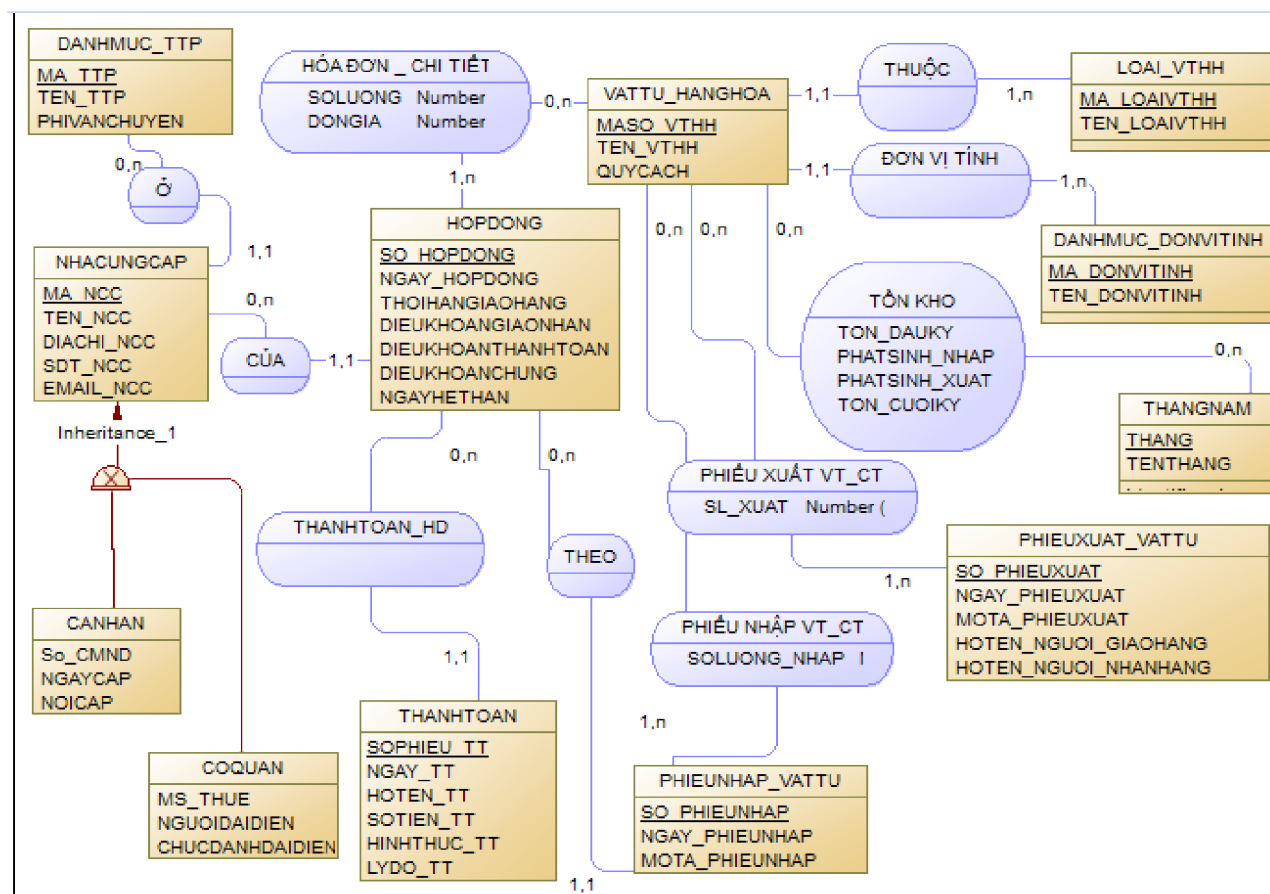 DANHMUC_TTP
MA_TTP
TEN_TTP
PHIVANCHUYEN
0,n
Ở
1,1
HÓA ĐƠN _ CHI TIẾT
SOLUONG Number
DONGIA Number
0,n
1,n
VATTU_HANGHOA
MASO_VTHH
TEN_VTHH
QUYCACH
1,1
THUỘC
1,n
LOAI_VTHH
MA_LOAIVTHH
TEN_LOAIVTHH
1,1
ĐƠN VỊ TÍNH
1,n
DANHMUC_DONVITINH
MA_DONVITINH
TEN_DONVITINH
NHACUNGCAP
MA_NCC
TEN_NCC
DIACHI_NCC
SDT_NCC
EMAIL_NCC
0,n
CỦA
1,1
HOPDONG
SO_HOPDONG
NGAY_HOPDONG
THOIHANGIAOHANG
DIEUKHOANGIAONHAN
DIEUKHOANTHANHTOAN
DIEUKHOANCHUNG
NGAYHETHAN
0,n
0,n
0,n
0,n
TỒN KHO
TON_DAUKY
PHATSINH_NHAP
PHATSINH_XUAT
TON_CUOIKY
0,n
THANGNAM
THANG
TENTHANG
Inheritance_1
0,n
THANHTOAN_HD
THEO
PHIẾU XUẤT VT_CT
SL_XUAT Number (
1,n
PHIEUXUAT_VATTU
SO_PHIEUXUAT
NGAY_PHIEUXUAT
MOTA_PHIEUXUAT
HOTEN_NGUOI_GIAOHANG
HOTEN_NGUOI_NHANHANG
CANHAN
So_CMND
NGAYCAP
NOICAP
1,1
PHIẾU NHẬP VT_CT
SOLUONG_NHAP
1,n
COQUAN
MS_THUE
NGUOIDAIDIEN
CHUCDANHDAIDIEN
THANHTOAN
SOPHIEU_TT
NGAY_TT
HOTEN_TT
SOTIEN_TT
HINHTHUC_TT
LYDO_TT
PHIEUNHAP_VATTU
SO_PHIEUNHAP
NGAY_PHIEUNHAP
MOTA_PHIEUNHAP
1,1